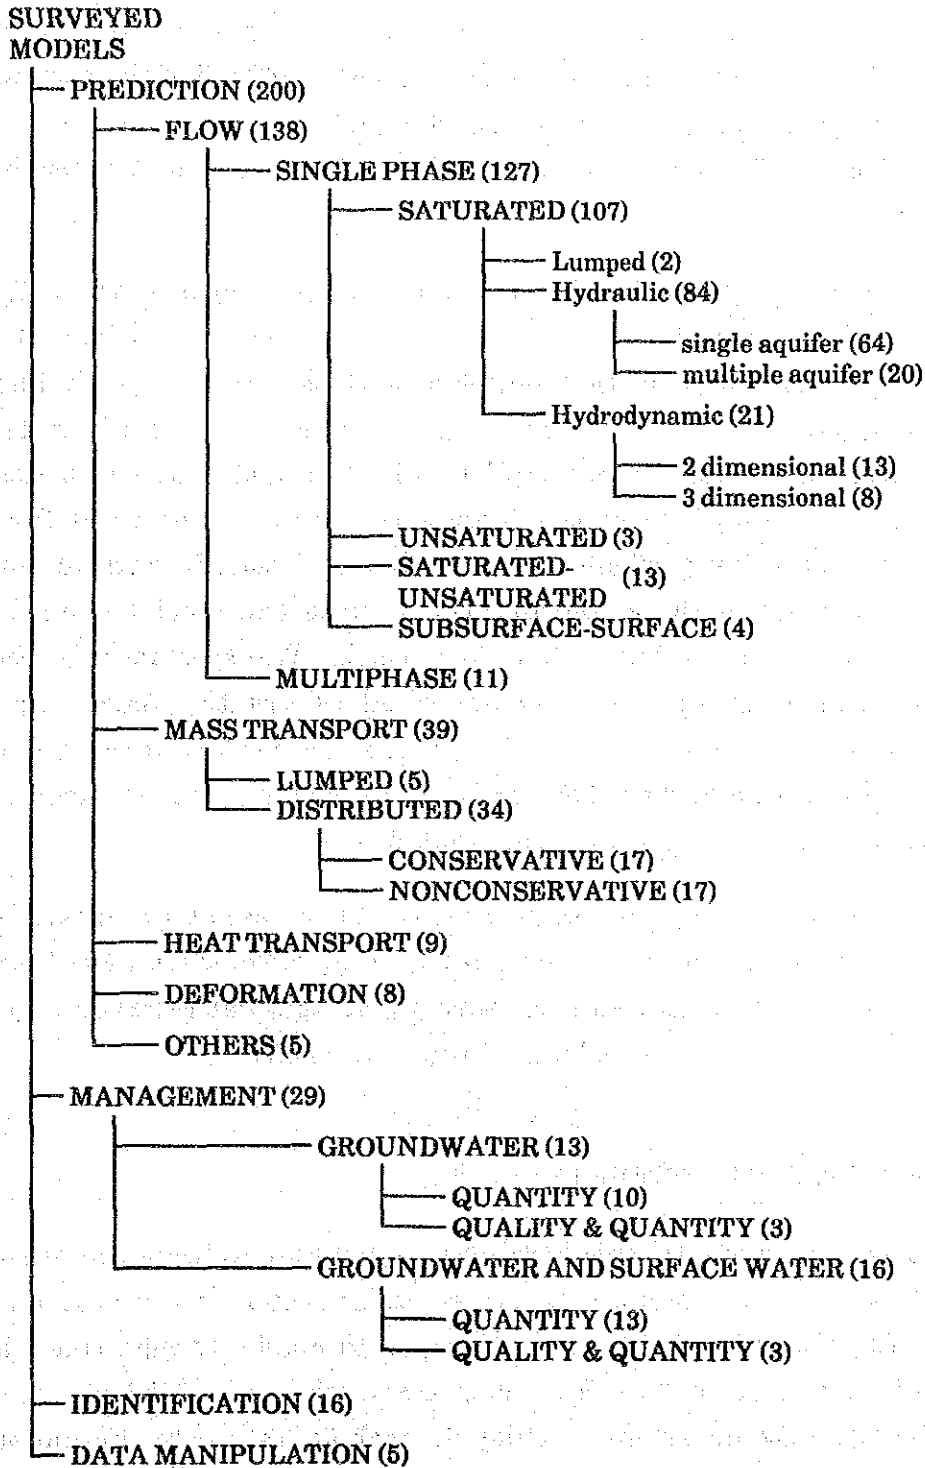 SURVEYED
MODELS
PREDICTION (200)
FLOW (138)
SINGLE PHASE (127)
SATURATED (107)
Lumped (2)
Hydraulic (84)
single aquifer (64)
multiple aquifer (20)
Hydrodynamic (21)
2 dimensional (13)
3 dimensional (8)
UNSATURATED (3)
SATURATED- (13)
UNSATURATED
SUBSURFACE-SURFACE (4)
MULTIPHASE (11)
MASS TRANSPORT (39)
LUMPED (5)
DISTRIBUTED (34)
CONSERVATIVE (17)
NONCONSERVATIVE (17)
HEAT TRANSPORT (9)
DEFORMATION (8)
OTHERS (5)
MANAGEMENT (29)
GROUNDWATER (13)
QUANTITY (10)
QUALITY & QUANTITY (3)
GROUNDWATER AND SURFACE WATER (16)
QUANTITY (13)
QUALITY & QUANTITY (3)
IDENTIFICATION (16)
DATA MANIPULATION (5)